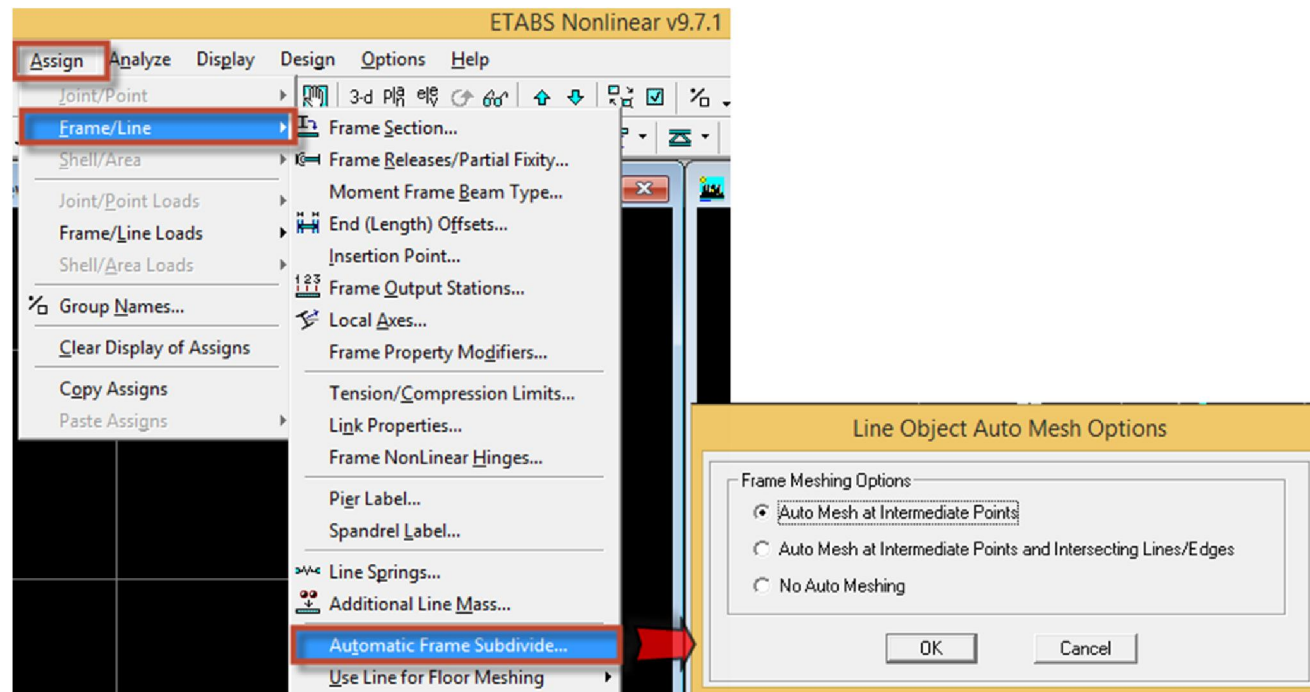 ETABS Nonlinear v9.7.1
Assign Analyze Display Design Options Help
Joint/Point
3-d
Frame/Line
Shell/Area
Joint/Point Loads
Frame/Line Loads
Shell/Area Loads
Group Names...
Clear Display of Assigns
Copy Assigns
Paste Assigns
Frame Section...
Frame Releases/Partial Fixity...
Moment Frame Beam Type...
End (Length) Offsets...
Insertion Point...
123
Frame Output Stations...
Local Axes...
Frame Property Modifiers...
Tension/Compression Limits...
Link Properties...
Frame NonLinear Hinges...
Pier Label...
Spandrel Label...
Line Springs...
Additional Line Mass...
Automatic Frame Subdivide...
Use Line for Floor Meshing
Line Object Auto Mesh Options
Frame Meshing Options
Auto Mesh at Intermediate Points
Auto Mesh at Intermediate Points and Intersecting Lines/Edges
No Auto Meshing
OK Cancel